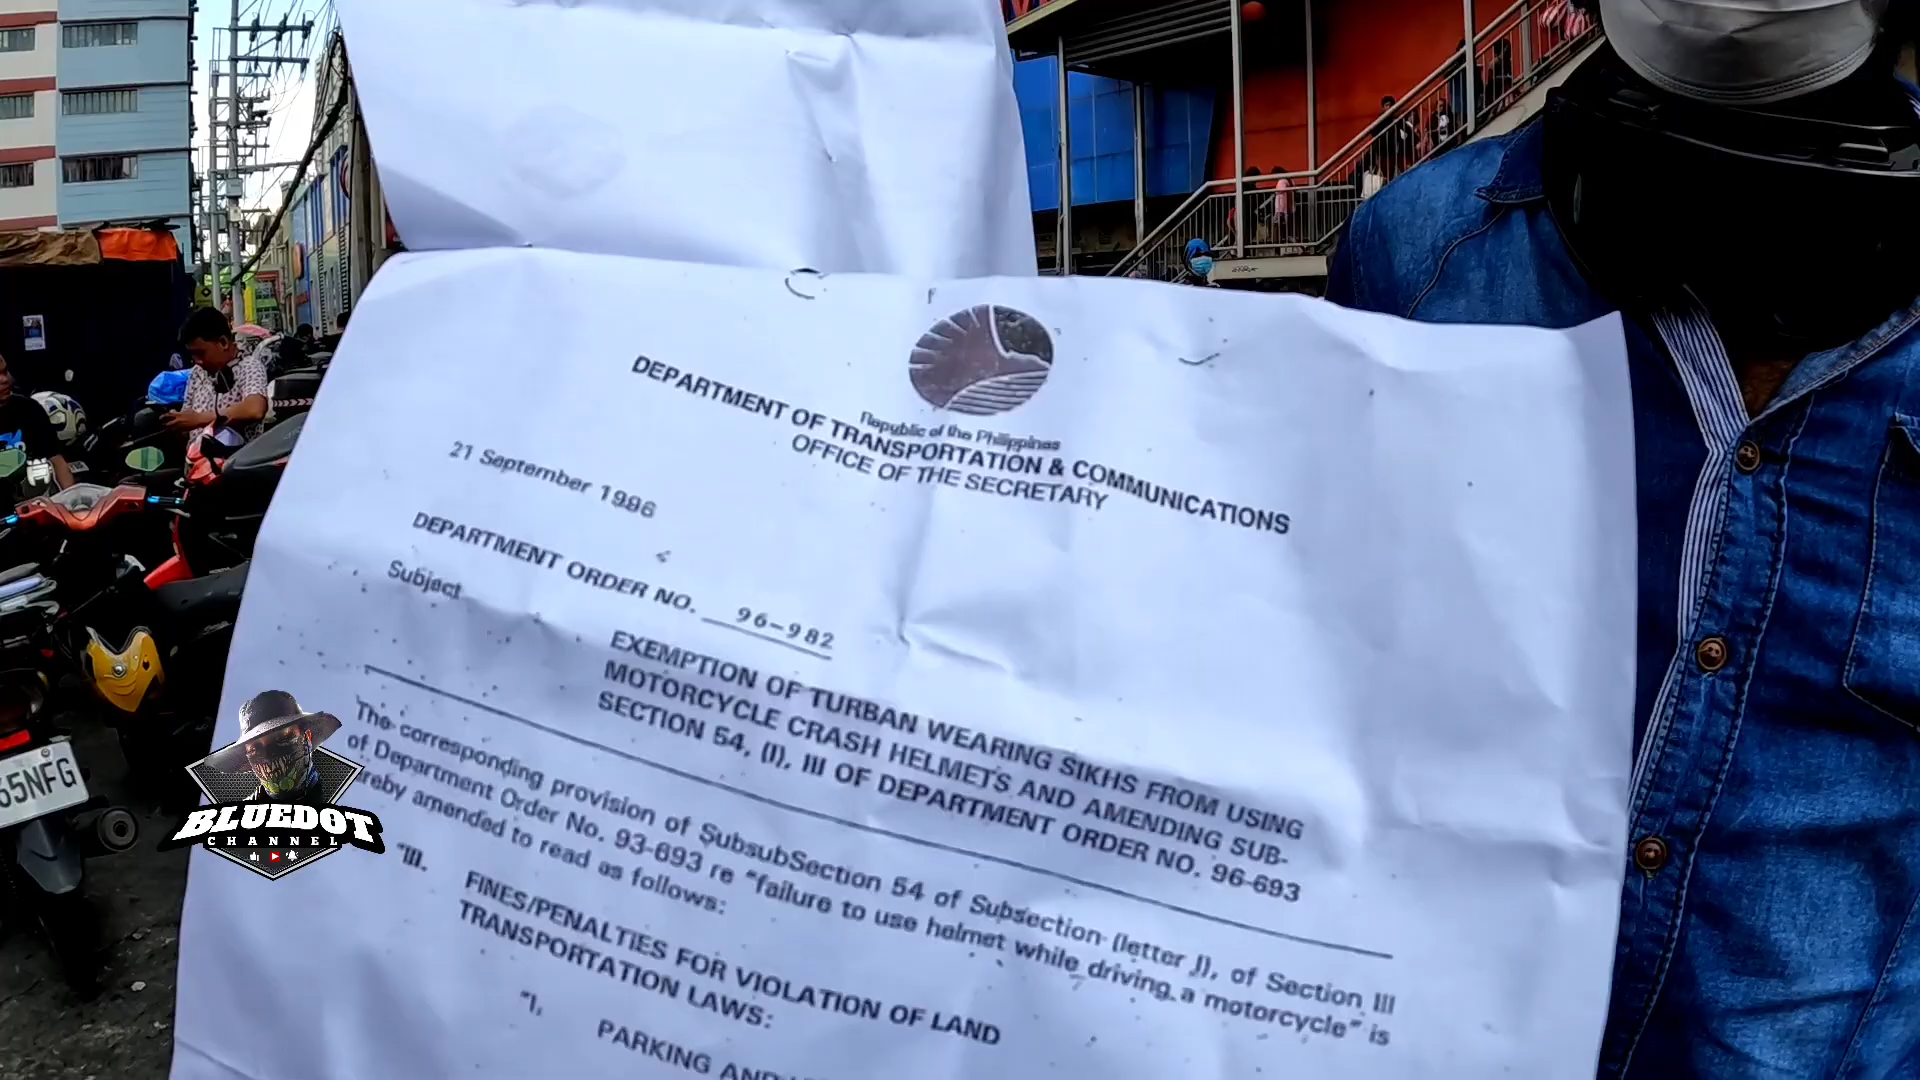 Republic of the Philippines
DEPARTMENT OF TRANSPORTATION & COMMUNICATIONS
OFFICE OF THE SECRETARY
21 September 1996
DEPARTMENT ORDER NO. 96-982
Subject
EXEMPTION OF TURBAN WEARING SIKHS FROM USING
MOTORCYCLE CRASH HELMETS AND AMENDING SUB-
SECTION 54, (I), III OF DEPARTMENT ORDER NO. 96-693
The corresponding provision of SubsubSection 54 of Subsection (letter J), of Section III
of Department Order No. 93-693 re "failure to use helmet while driving a motorcycle" is
amended to read as follows:
"III. FINES/PENALTIES FOR VIOLATION OF LAND
TRANSPORTATION LAWS:
"I. PARKING
65NFG
BLUEDOT
CHANNEL